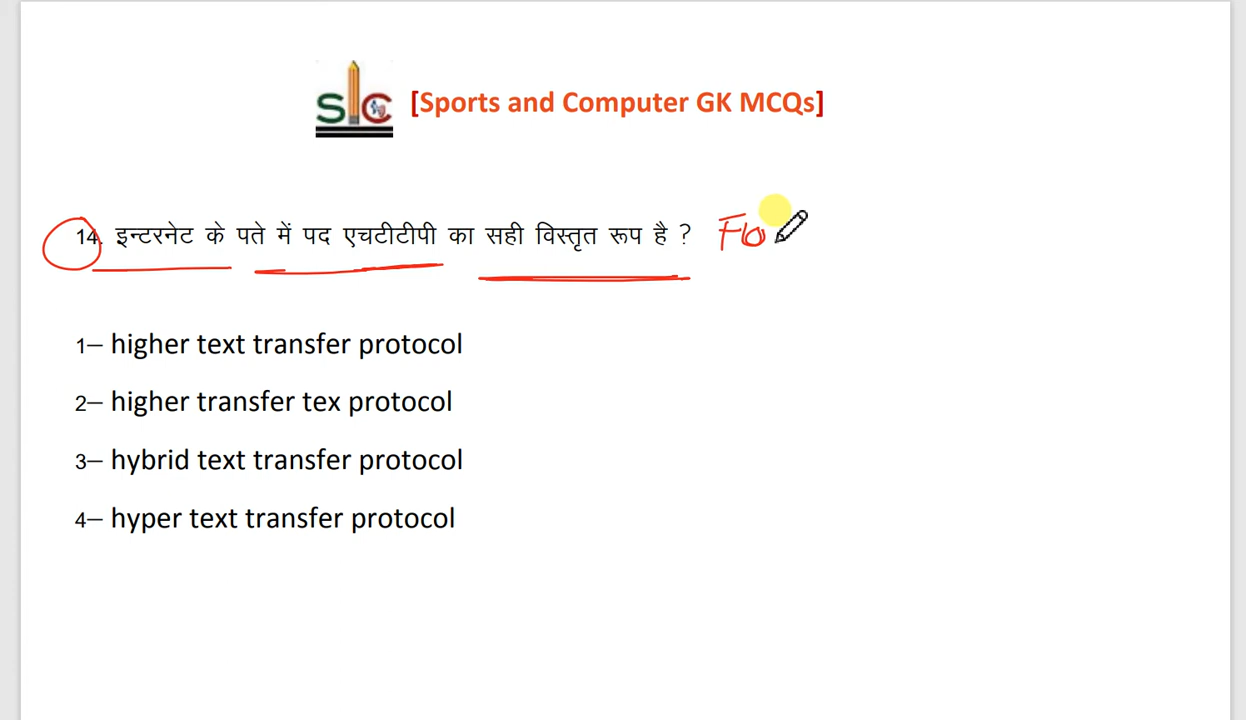 SLC [Sports and Computer GK MCQs]
14. इन्टरनेट के पते में पद एचटीटीपी का सही विस्तृत रूप है ?
1– higher text transfer protocol
2– higher transfer tex protocol
3– hybrid text transfer protocol
4– hyper text transfer protocol